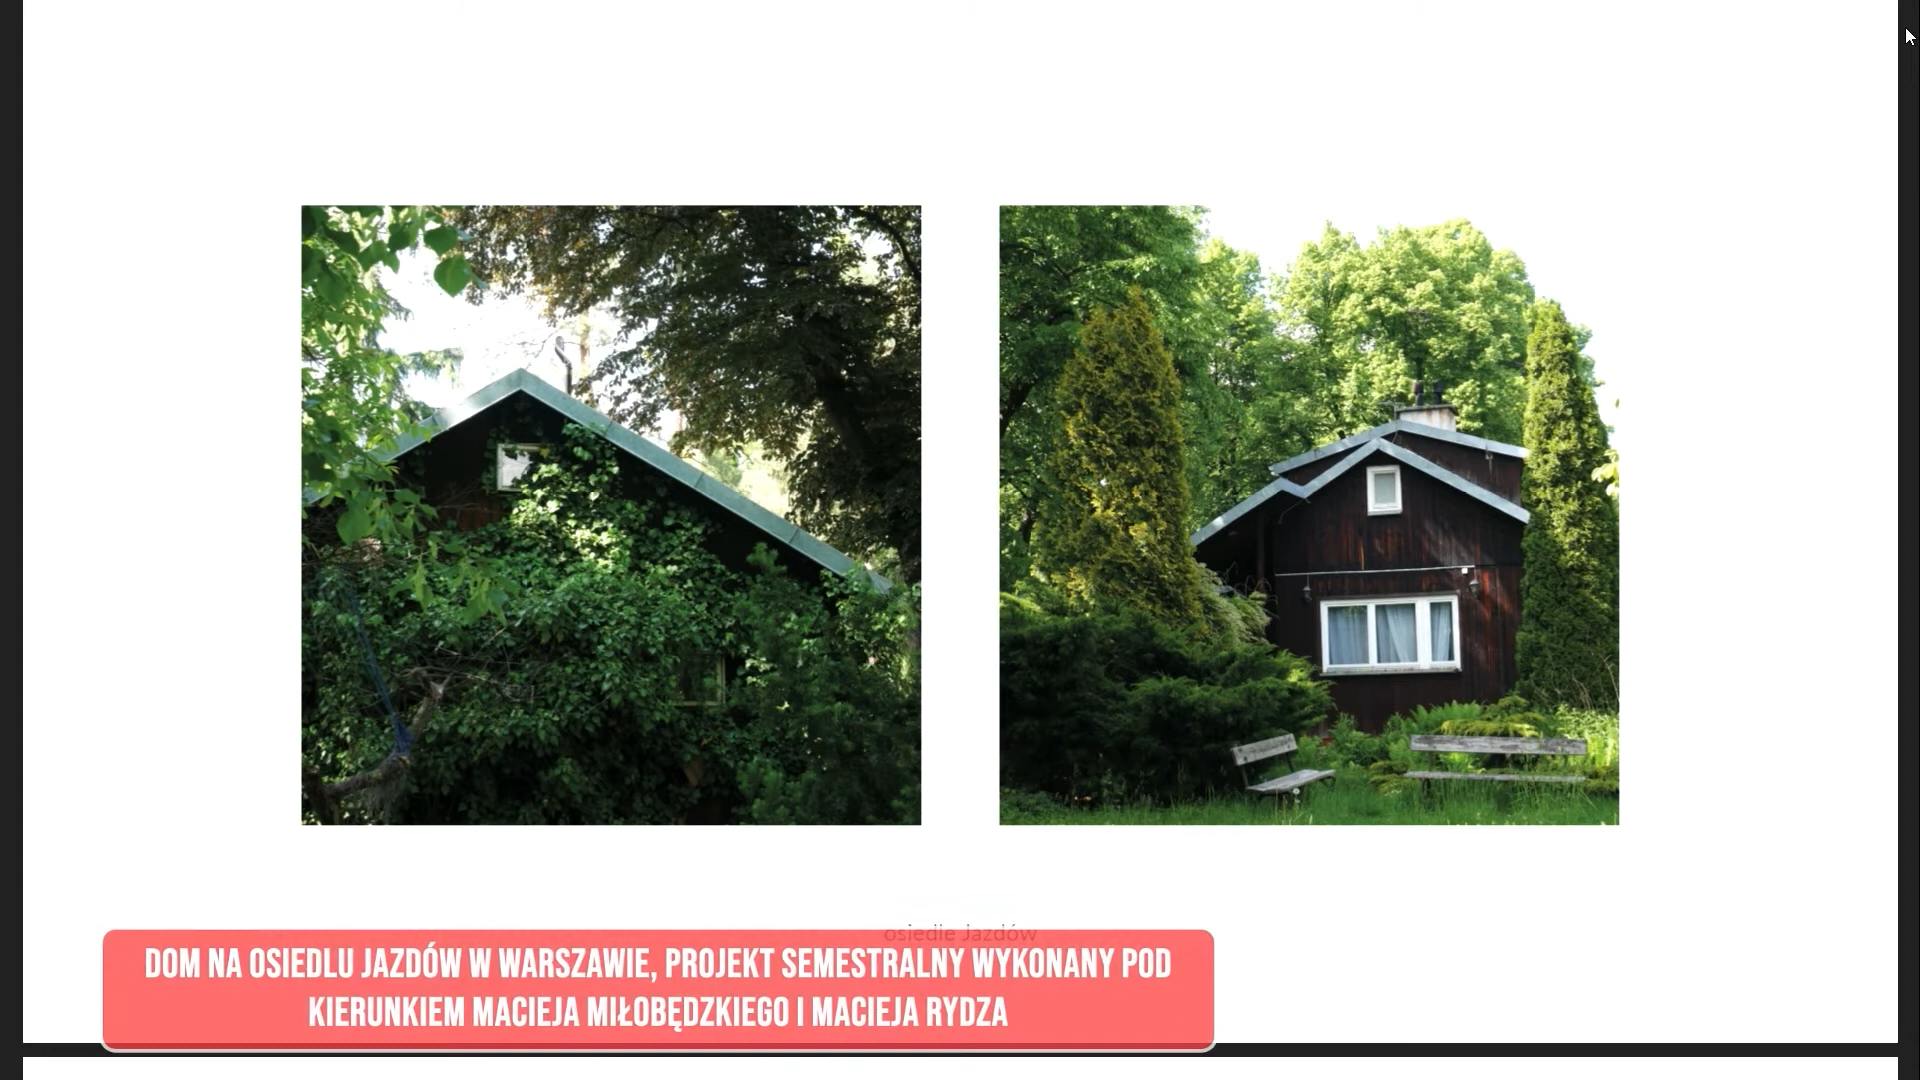 osiedle Jazdów
DOM NA OSIEDLU JAZDÓW W WARSZAWIE, PROJEKT SEMESTRALNY WYKONANY POD
KIERUNKIEM MACIEJA MIŁOBĘDZKIEGO I MACIEJA RYDZA